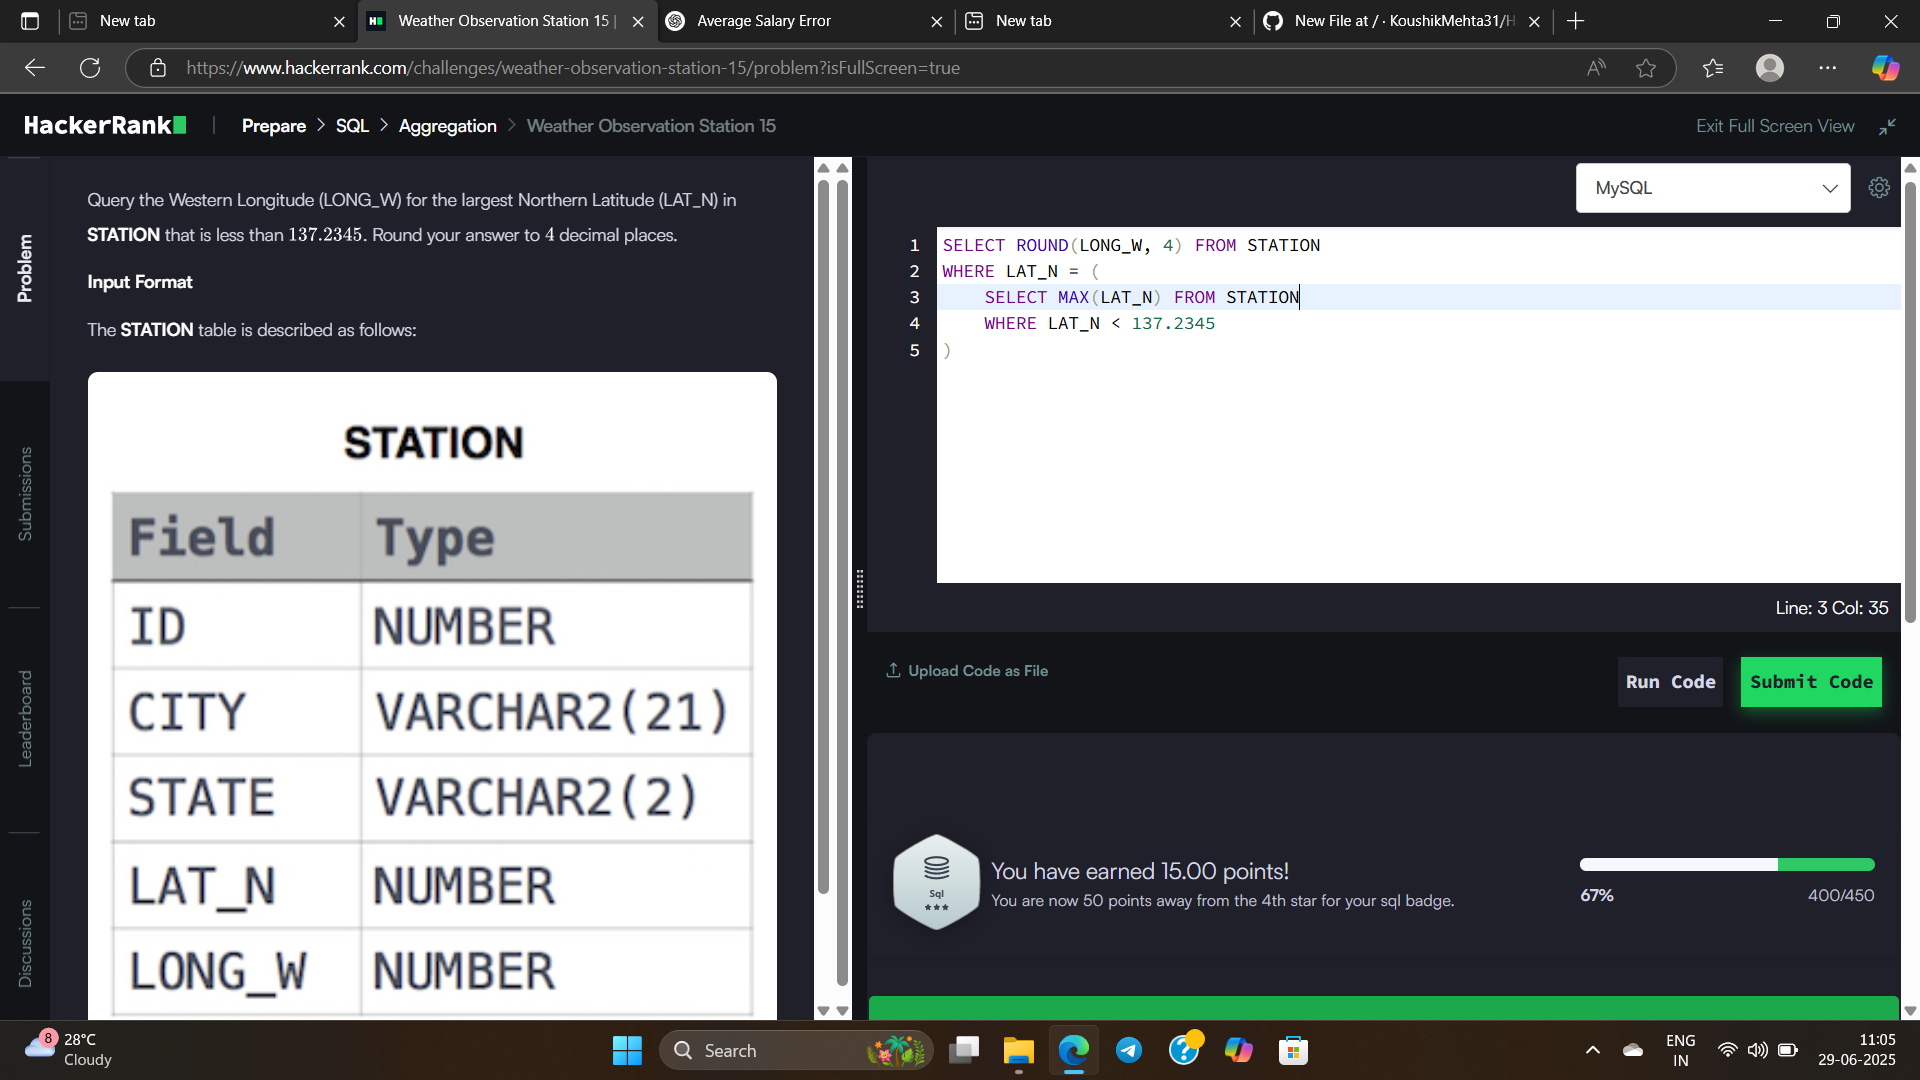 New tab
Weather Observation Station 15 |
Average Salary Error
New tab
New File at / · KoushikMehta31/H
https://www.hackerrank.com/challenges/weather-observation-station-15/problem?isFullScreen=true
HackerRank | Prepare > SQL > Aggregation > Weather Observation Station 15
Exit Full Screen View
Problem
Submissions
Leaderboard
Discussions
Query the Western Longitude (LONG_W) for the largest Northern Latitude (LAT_N) in
STATION that is less than 137.2345. Round your answer to 4 decimal places.
Input Format
The STATION table is described as follows:
STATION
Field Type
ID NUMBER
CITY VARCHAR2(21)
STATE VARCHAR2(2)
LAT_N NUMBER
LONG_W NUMBER
MySQL
1 SELECT ROUND(LONG_W, 4) FROM STATION
2 WHERE LAT_N = (
3 SELECT MAX(LAT_N) FROM STATION
4 WHERE LAT_N < 137.2345
5 )
Line: 3 Col: 35
Upload Code as File
Run Code
Submit Code
Sql
You have earned 15.00 points!
You are now 50 points away from the 4th star for your sql badge.
67%
400/450
8
28°C
Cloudy
Search
ENG
IN
11:05
29-06-2025